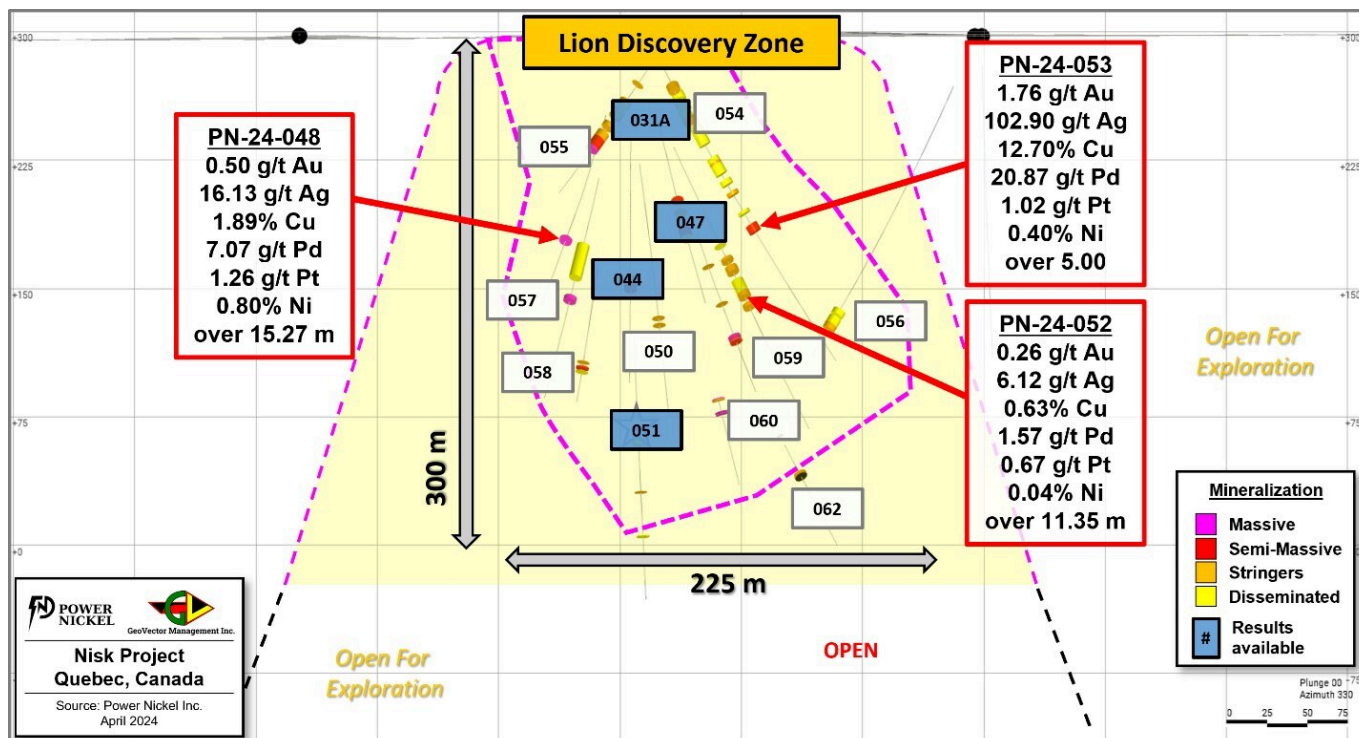 Lion Discovery Zone
+300
+300
+225
+225
+150
+150
+75
+75
+0
+0
-75
PN-24-048
0.50 g/t Au
16.13 g/t Ag
1.89% Cu
7.07 g/t Pd
1.26 g/t Pt
0.80% Ni
over 15.27 m
PN-24-053
1.76 g/t Au
102.90 g/t Ag
12.70% Cu
20.87 g/t Pd
1.02 g/t Pt
0.40% Ni
over 5.00
PN-24-052
0.26 g/t Au
6.12 g/t Ag
0.63% Cu
1.57 g/t Pd
0.67 g/t Pt
0.04% Ni
over 11.35 m
031A
054
055
047
044
057
056
050
059
058
060
051
062
300 m
225 m
Open For
Exploration
Open For
Exploration
OPEN
Mineralization
Massive
Semi-Massive
Stringers
Disseminated
# Results
available
POWER
NICKEL
GeoVector Management Inc.
Nisk Project
Quebec, Canada
Source: Power Nickel Inc.
April 2024
Plunge 00
Azimuth 330
0 25 50 75